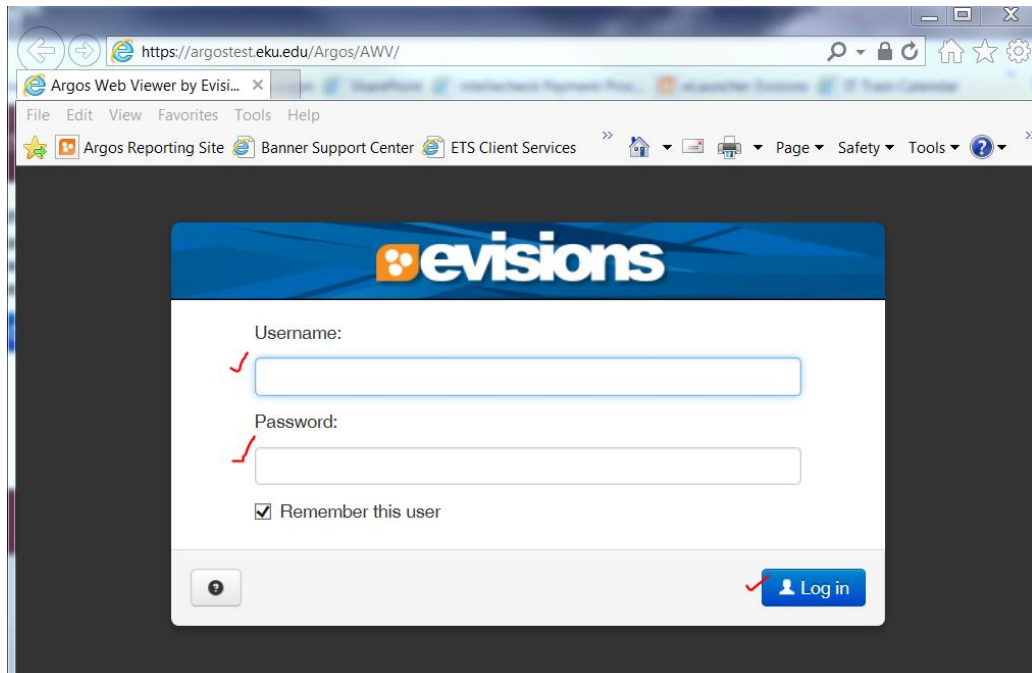 https://argostest.eku.edu/Argos/AWV/
Argos Web Viewer by Evisi...
File Edit View Favorites Tools Help
Argos Reporting Site Banner Support Center ETS Client Services » Page Safety Tools »
evisions
Username:
Password:
Remember this user
Log in